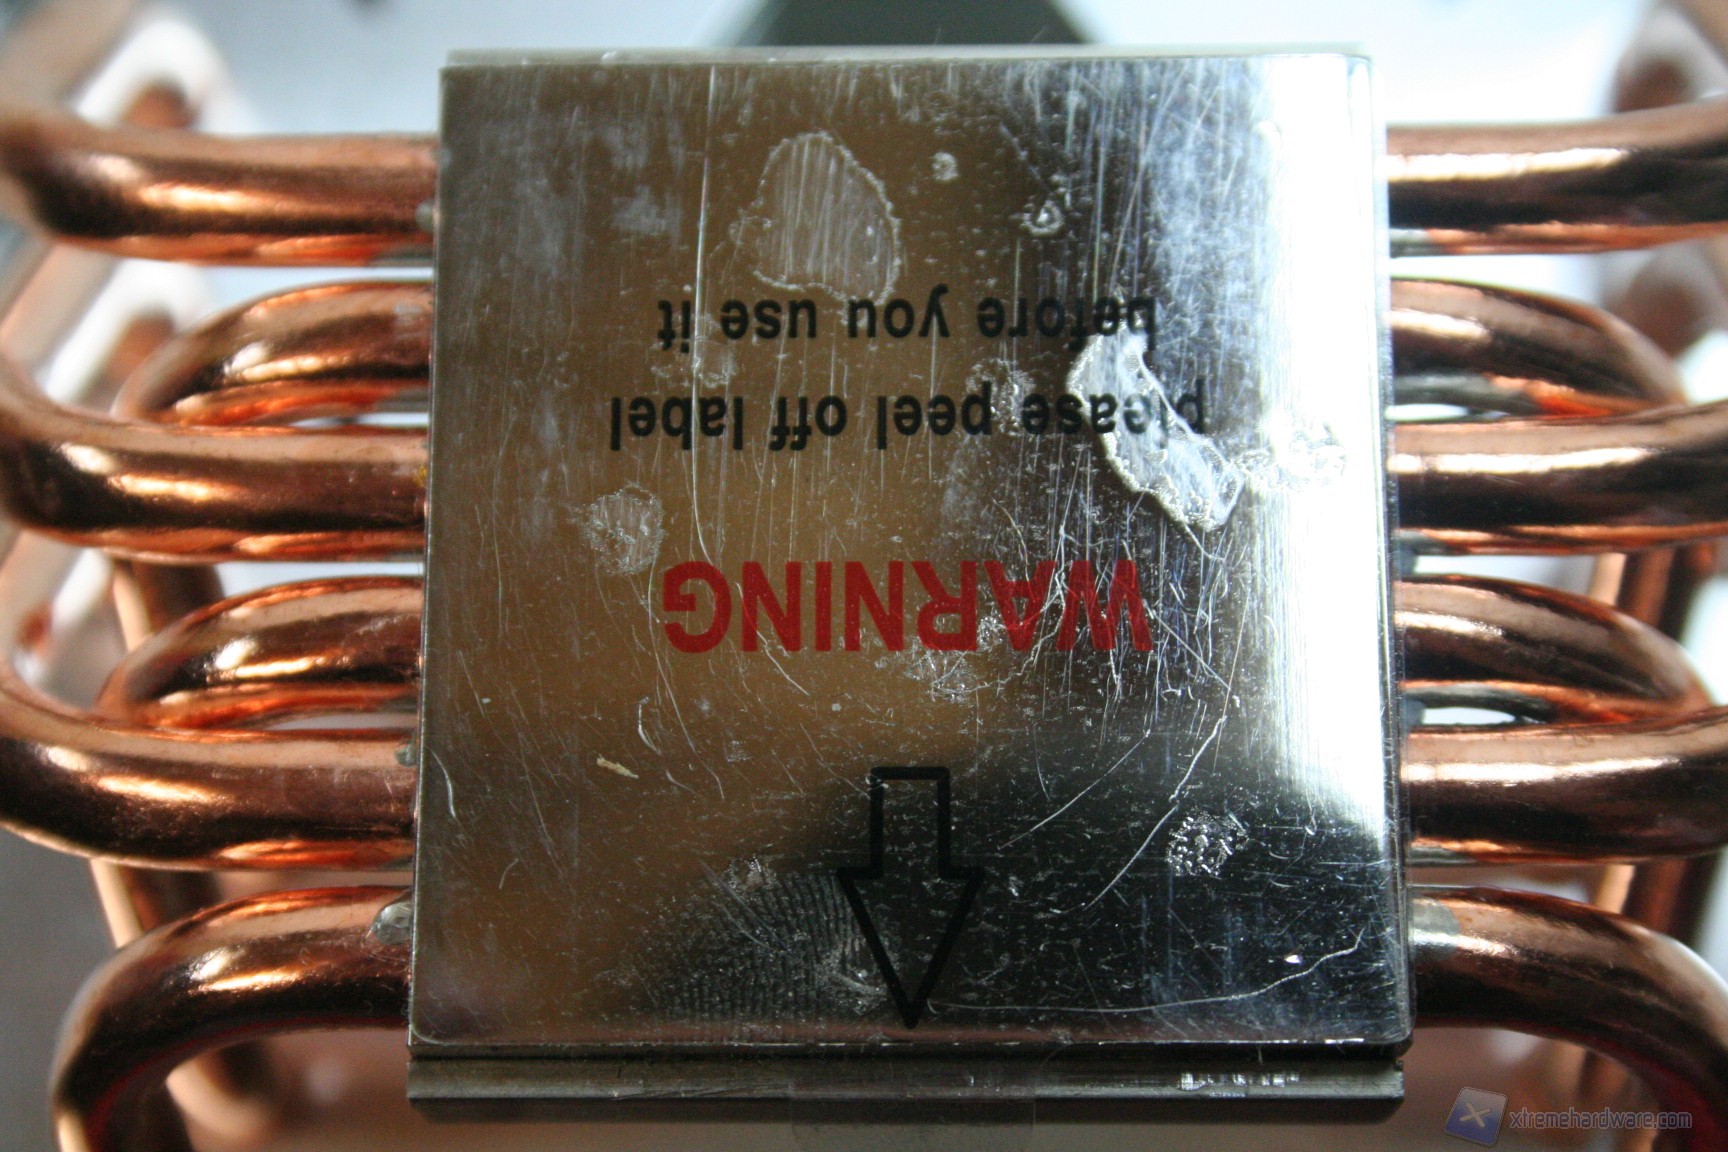 WARNING
please peel off label
before you use it
xtremehardware.com